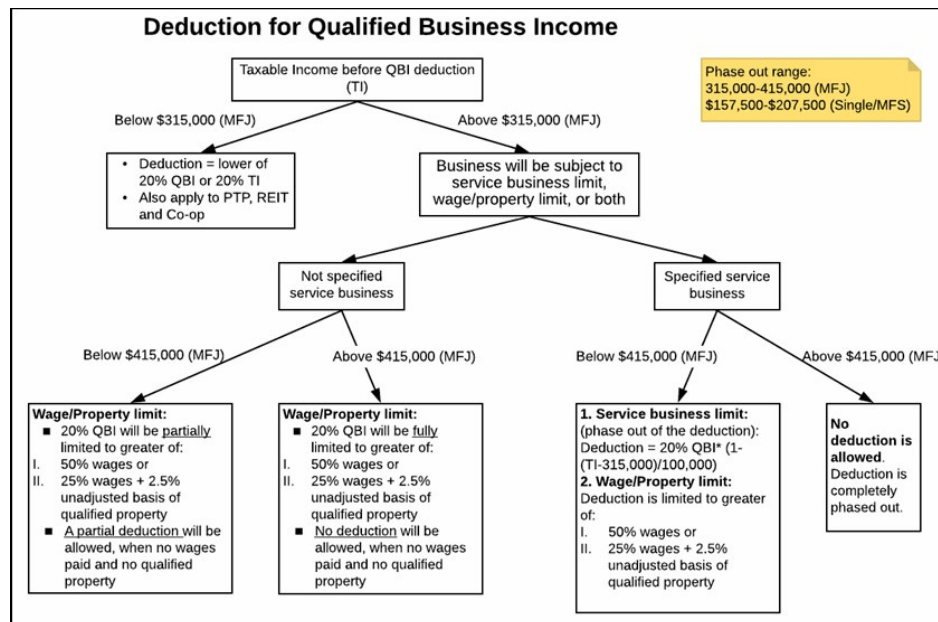 Deduction for Qualified Business Income
Taxable Income before QBI deduction
(TI)
Phase out range:
315,000-415,000 (MFJ)
$157,500-$207,500 (Single/MFS)
Below $315,000 (MFJ)
Above $315,000 (MFJ)
• Deduction = lower of
20% QBI or 20% TI
• Also apply to PTP, REIT
and Co-op
Business will be subject to
service business limit,
wage/property limit, or both
Not specified
service business
Specified service
business
Below $415,000 (MFJ)
Above $415,000 (MFJ)
Below $415,000 (MFJ)
Above $415,000 (MFJ)
Wage/Property limit:
■ 20% QBI will be partially
limited to greater of:
I. 50% wages or
II. 25% wages + 2.5%
unadjusted basis of
qualified property
■ A partial deduction will be
allowed, when no wages
paid and no qualified
property
Wage/Property limit:
■ 20% QBI will be fully
limited to greater of:
I. 50% wages or
II. 25% wages + 2.5%
unadjusted basis of
qualified property
■ No deduction will be
allowed, when no wages
paid and no qualified
property
1. Service business limit:
(phase out of the deduction):
Deduction = 20% QBI* (1-
(TI-315,000)/100,000)
2. Wage/Property limit:
Deduction is limited to greater
of:
I. 50% wages or
II. 25% wages + 2.5%
unadjusted basis of
qualified property
No
deduction is
allowed.
Deduction is
completely
phased out.